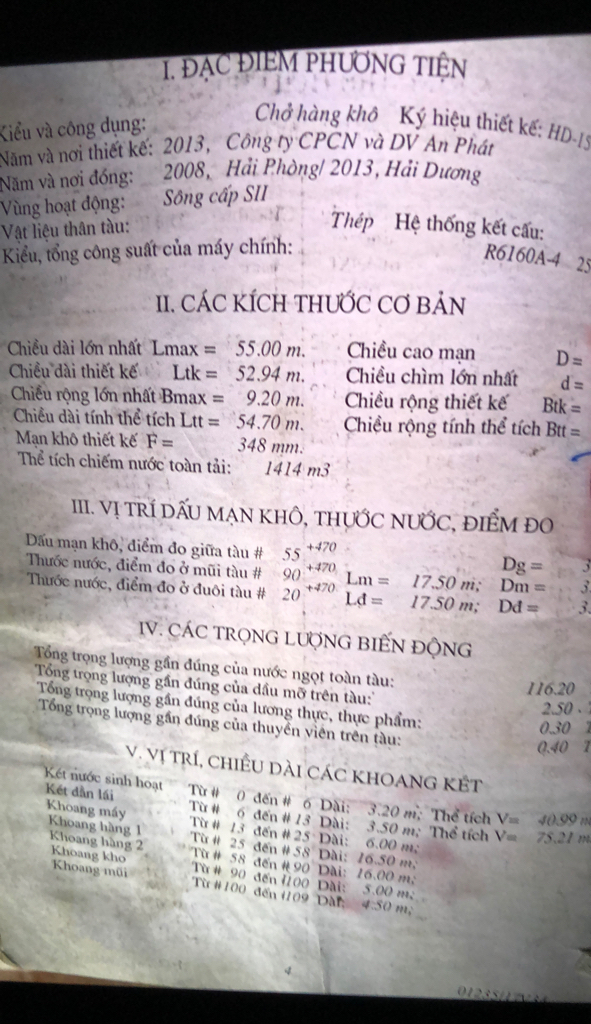 I. ĐẶC ĐIỂM PHƯƠNG TIỆN
Kiểu và công dụng: Chở hàng khô Ký hiệu thiết kế: HD-15
Năm và nơi thiết kế: 2013, Công ty CPCN và DV An Phát
Năm và nơi đóng: 2008, Hải Phòng/ 2013, Hải Dương
Vùng hoạt động: Sông cấp SII
Vật liệu thân tàu: Thép Hệ thống kết cấu:
Kiểu, tổng công suất của máy chính: R6160A-4 25
II. CÁC KÍCH THƯỚC CƠ BẢN
Chiều dài lớn nhất Lmax = 55.00 m. Chiều cao mạn D =
Chiều dài thiết kế Ltk = 52.94 m. Chiều chìm lớn nhất d =
Chiều rộng lớn nhất Bmax = 9.20 m. Chiều rộng thiết kế Btk =
Chiều dài tính thể tích Ltt = 54.70 m. Chiều rộng tính thể tích Btt =
Mạn khô thiết kế F = 348 mm.
Thể tích chiếm nước toàn tải: 1414 m3
III. VỊ TRÍ DẤU MẠN KHÔ, THƯỚC NƯỚC, ĐIỂM ĐO
Dấu mạn khô, điểm đo giữa tàu # 55 +470 Dg = 3
Thước nước, điểm đo ở mũi tàu # 90 +470 Lm = 17.50 m; Dm = 3.
Thước nước, điểm đo ở đuôi tàu # 20 +470 Lđ = 17.50 m; Dđ = 3.
IV. CÁC TRỌNG LƯỢNG BIẾN ĐỘNG
Tổng trọng lượng gần đúng của nước ngọt toàn tàu: 116.20
Tổng trọng lượng gần đúng của dầu mỡ trên tàu: 2.50
Tổng trọng lượng gần đúng của lương thực, thực phẩm: 0.30 T
Tổng trọng lượng gần đúng của thuyền viên trên tàu: 0.40 T
V. VỊ TRÍ, CHIỀU DÀI CÁC KHOANG KÉT
Két nước sinh hoạt Từ # 0 đến # 6 Dài: 3.20 m; Thể tích V= 40.99 m
Két dằn lái Từ # 6 đến # 13 Dài: 3.50 m; Thể tích V= 75.21 m
Khoang máy Từ # 13 đến # 25 Dài: 6.00 m;
Khoang hàng 1 Từ # 25 đến # 58 Dài: 16.50 m;
Khoang hàng 2 Từ # 58 đến # 90 Dài: 16.00 m;
Khoang kho Từ # 90 đến #100 Dài: 5.00 m;
Khoang mũi Từ #100 đến #109 Dài: 4.50 m;
4